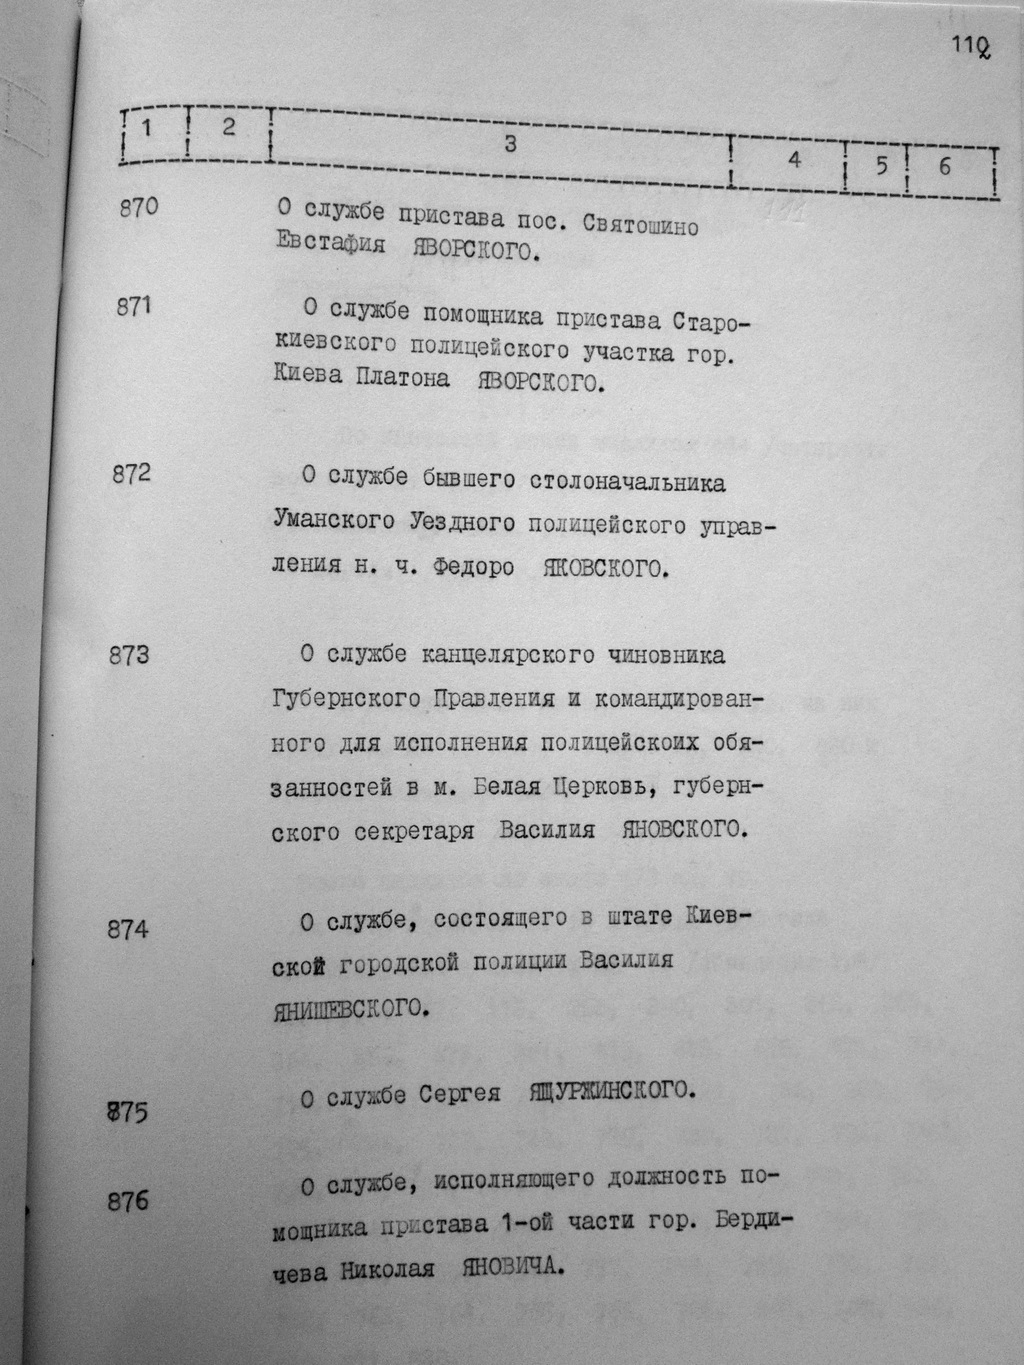 112
1 2 3 4 5 6
870 О службе пристава пос. Святошино
Евстафия ЯВОРСКОГО.
871 О службе помощника пристава Старо-
киевского полицейского участка гор.
Киева Платона ЯВОРСКОГО.
872 О службе бывшего столоначальника
Уманского Уездного полицейского управ-
ления н. ч. Федоро ЯКОВСКОГО.
873 О службе канцелярского чиновника
Губернского Правления и командирован-
ного для исполнения полицейскоих обя-
занностей в м. Белая Церковь, губерн-
ского секретаря Василия ЯНОВСКОГО.
874 О службе, состоящего в штате Киев-
ской городской полиции Василия
ЯНИШЕВСКОГО.
875 О службе Сергея ЯЩУРЖИНСКОГО.
876 О службе, исполняющего должность по-
мощника пристава 1-ой части гор. Берди-
чева Николая ЯНОВИЧА.